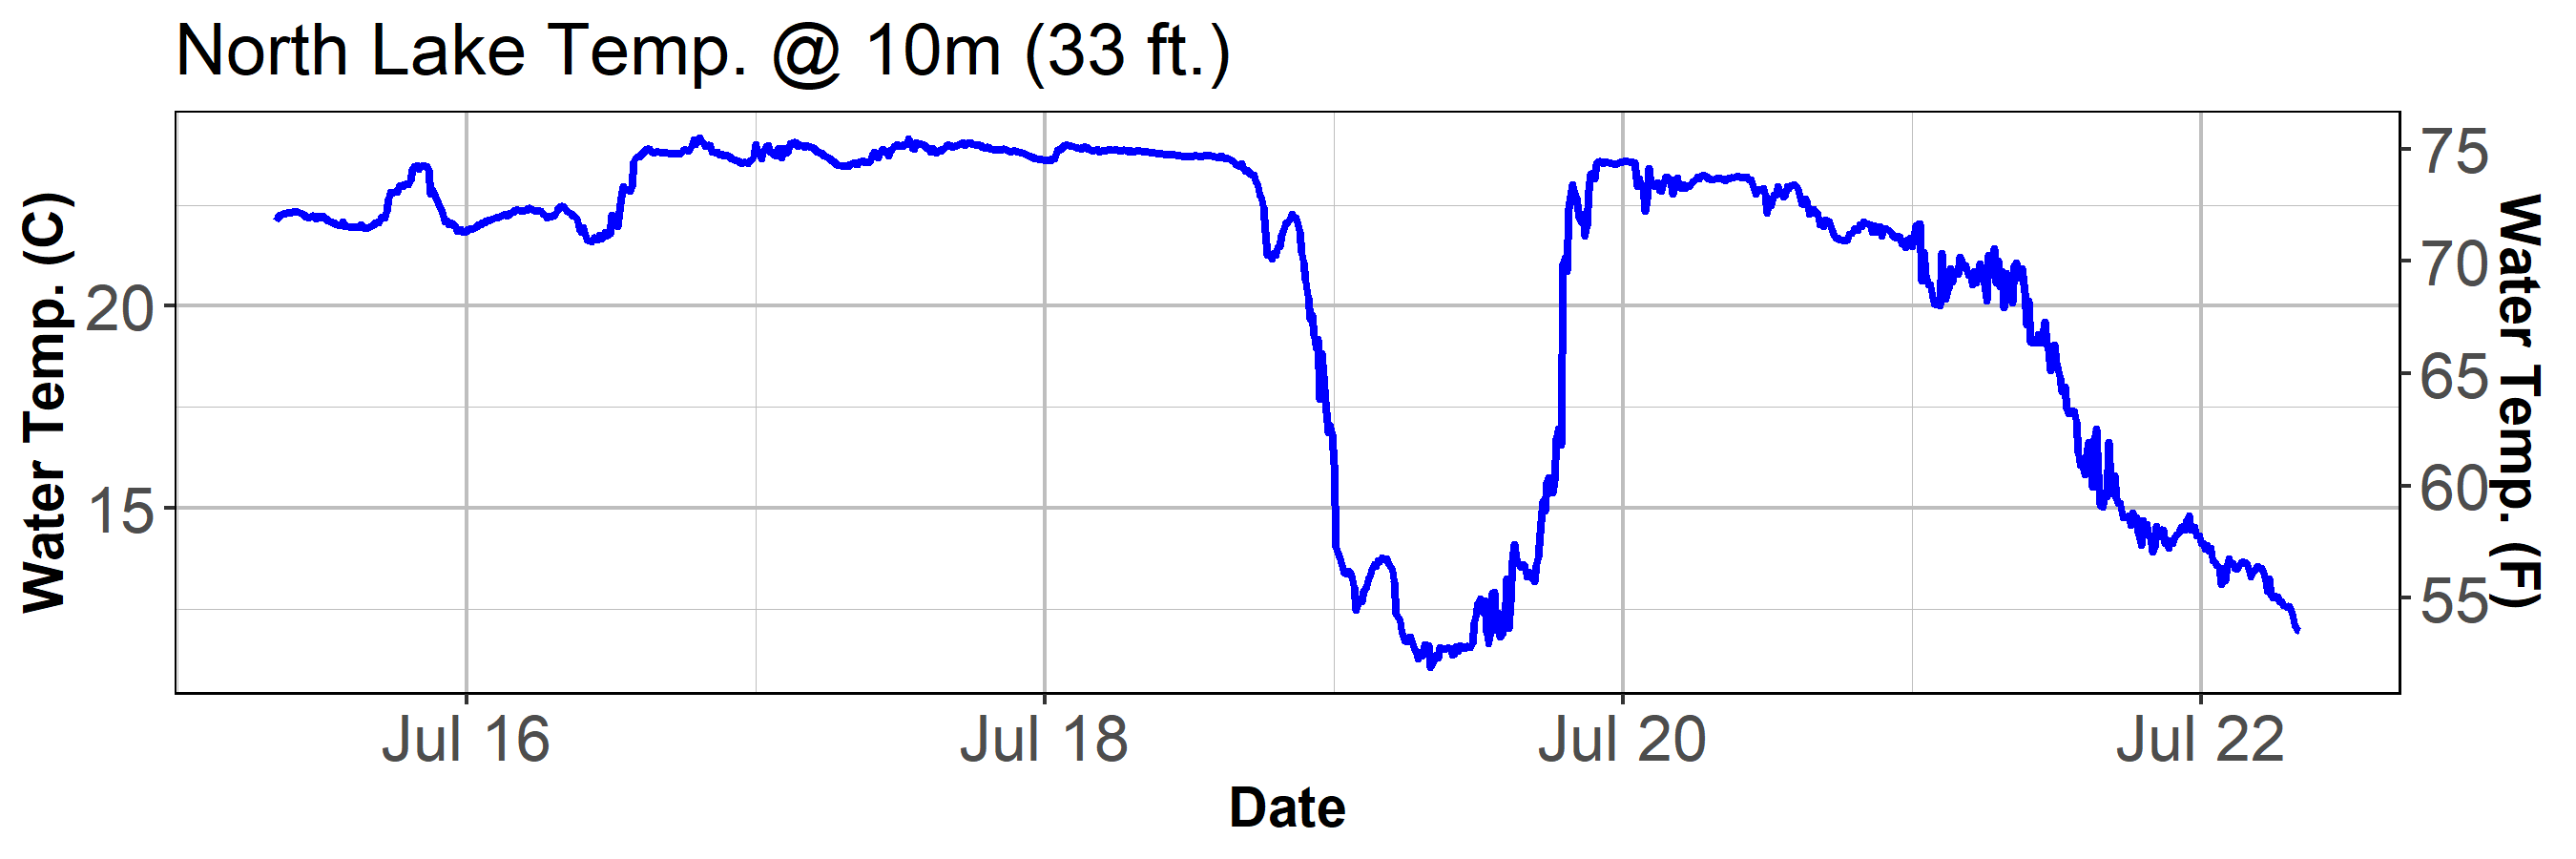 North Lake Temp. @ 10m (33 ft.)
Water Temp. (C)
20
15
75
70
65
60
55
Water Temp. (F)
Jul 16 Jul 18 Jul 20 Jul 22
Date